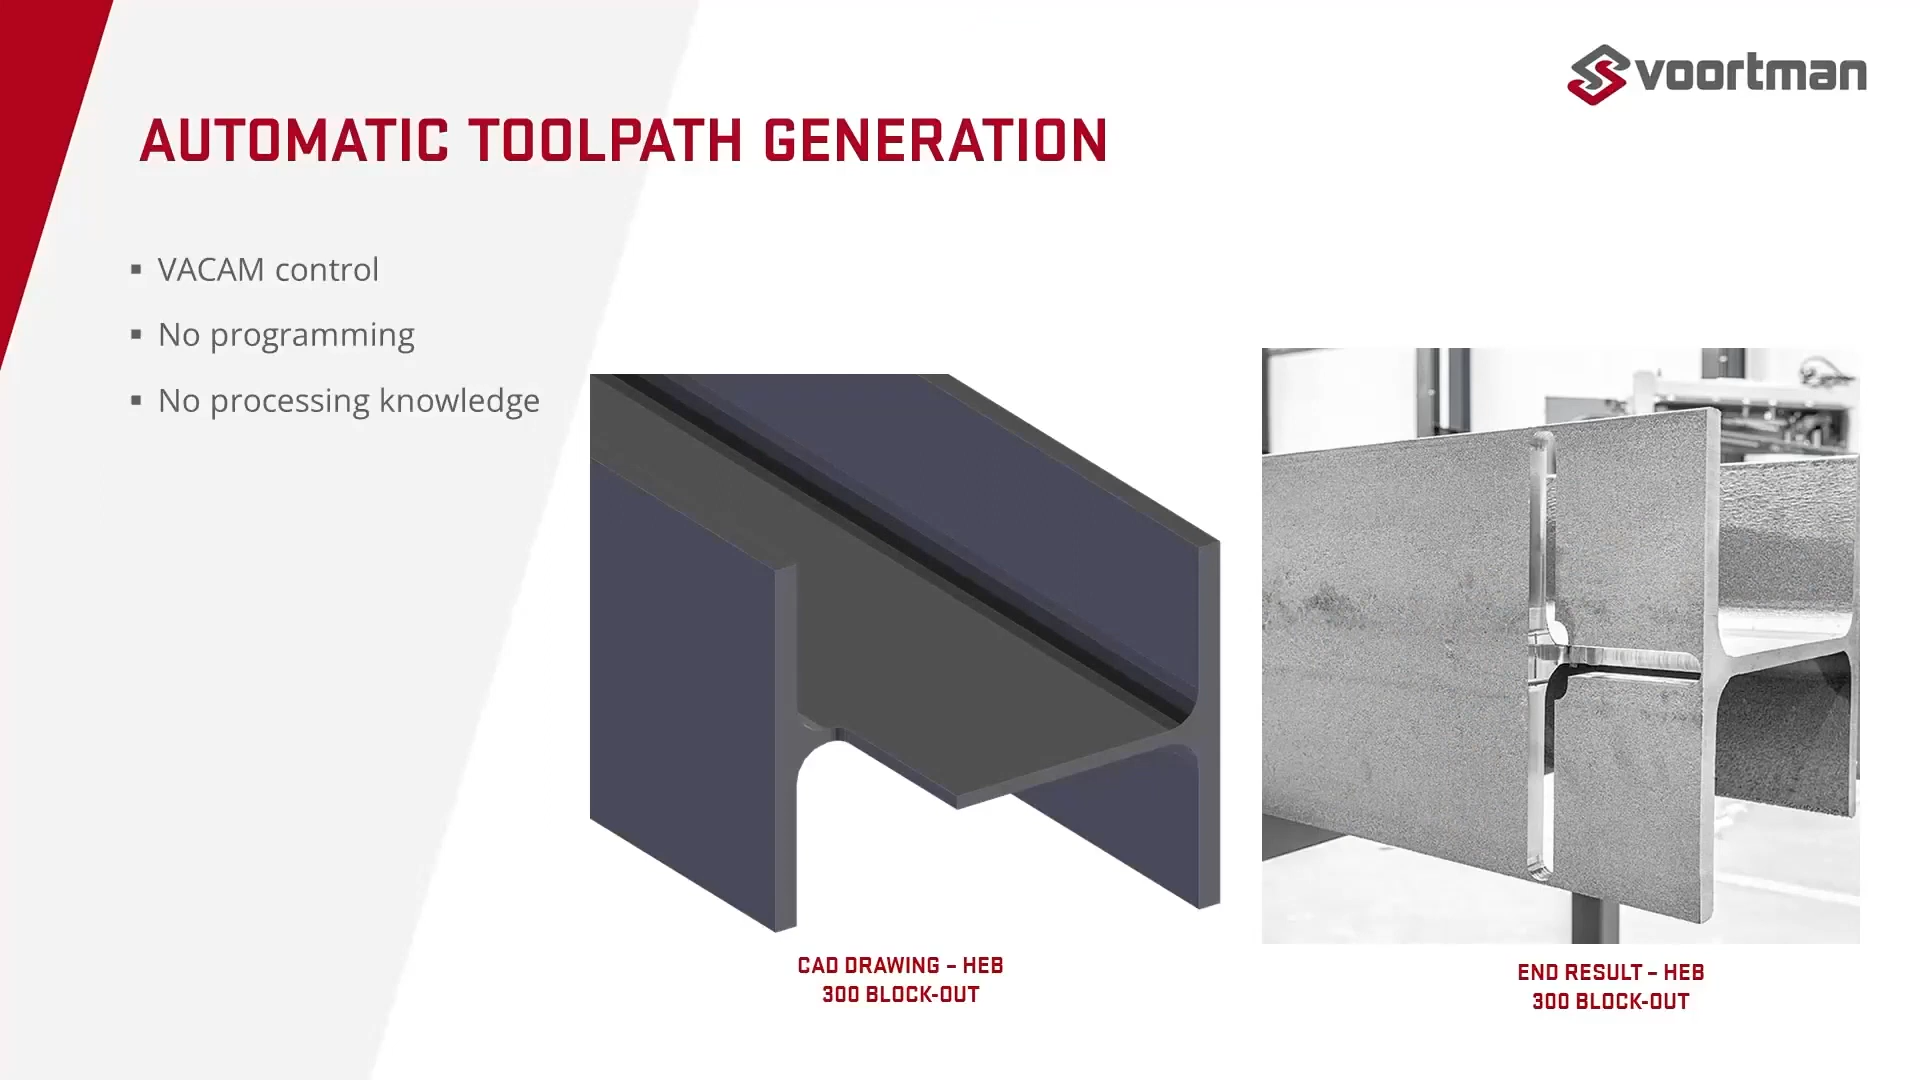 voortman
AUTOMATIC TOOLPATH GENERATION
▪ VACAM control
▪ No programming
▪ No processing knowledge
CAD DRAWING – HEB
300 BLOCK-OUT
END RESULT – HEB
300 BLOCK-OUT